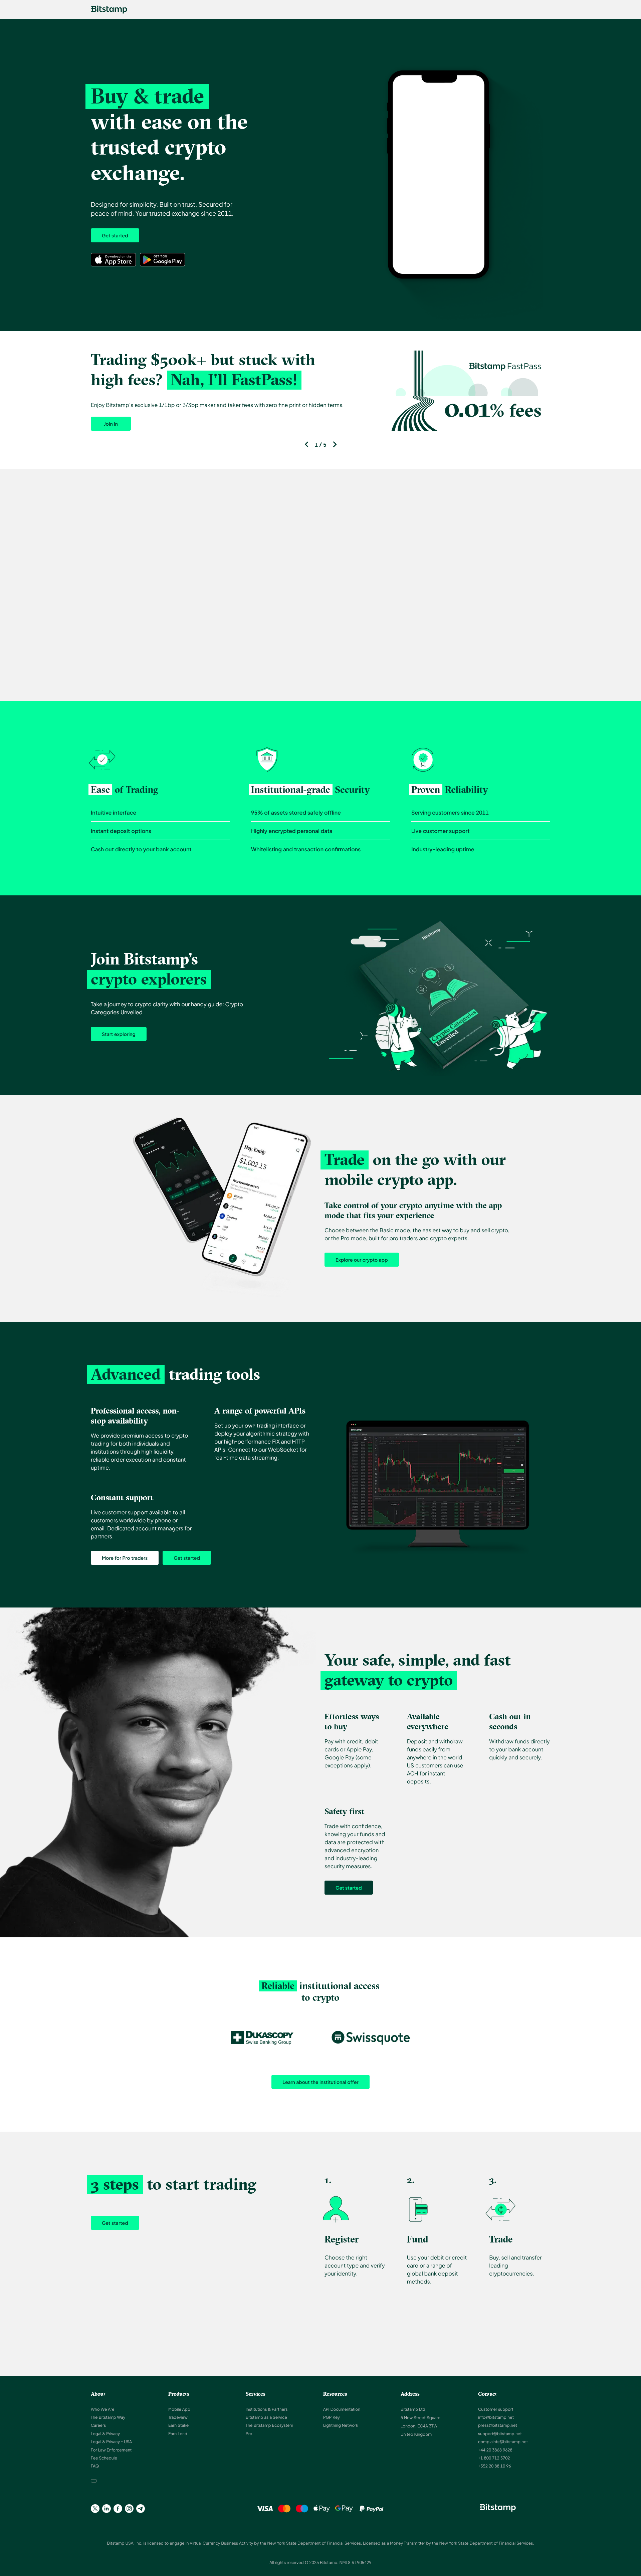 Bitstamp
Buy & trade
with ease on the
trusted crypto
exchange.
Designed for simplicity. Built on trust. Secured for
peace of mind. Your trusted exchange since 2011.
Get started
Download on the
App Store
GET IT ON
Google Play
Trading $500k+ but stuck with
high fees? Nah, I'll FastPass!
Enjoy Bitstamp's exclusive 1/1bp or 3/3bp maker and taker fees with zero fine print or hidden terms.
Join in
Bitstamp FastPass
0.01% fees
1 / 5
Ease of Trading
Intuitive interface
Instant deposit options
Cash out directly to your bank account
Institutional-grade Security
95% of assets stored safely offline
Highly encrypted personal data
Whitelisting and transaction confirmations
Proven Reliability
Serving customers since 2011
Live customer support
Industry-leading uptime
Join Bitstamp's
crypto explorers
Take a journey to crypto clarity with our handy guide: Crypto
Categories Unveiled
Start exploring
Bitstamp
Crypto Categories
Unveiled
Portfolio
Hey, Emily
$1,002.13
Trade on the go with our
mobile crypto app.
Take control of your crypto anytime with the app
mode that fits your experience
Choose between the Basic mode, the easiest way to buy and sell crypto,
or the Pro mode, built for pro traders and crypto experts.
Explore our crypto app
Advanced trading tools
Professional access, non-
stop availability
We provide premium access to crypto
trading for both individuals and
institutions through high liquidity,
reliable order execution and constant
uptime.
A range of powerful APIs
Set up your own trading interface or
deploy your algorithmic strategy with
our high-performance FIX and HTTP
APIs. Connect to our WebSocket for
real-time data streaming.
Constant support
Live customer support available to all
customers worldwide by phone or
email. Dedicated account managers for
partners.
More for Pro traders
Get started
Bitstamp
Your safe, simple, and fast
gateway to crypto
Effortless ways
to buy
Pay with credit, debit
cards or Apple Pay,
Google Pay (some
exceptions apply).
Available
everywhere
Deposit and withdraw
funds easily from
anywhere in the world.
US customers can use
ACH for instant
deposits.
Cash out in
seconds
Withdraw funds directly
to your bank account
quickly and securely.
Safety first
Trade with confidence,
knowing your funds and
data are protected with
advanced encryption
and industry-leading
security measures.
Get started
Reliable institutional access
to crypto
DUKASCOPY
Swiss Banking Group
Swissquote
Learn about the institutional offer
3 steps to start trading
Get started
1.
Register
Choose the right
account type and verify
your identity.
2.
Fund
Use your debit or credit
card or a range of
global bank deposit
methods.
3.
Trade
Buy, sell and transfer
leading
cryptocurrencies.
About
Who We Are
The Bitstamp Way
Careers
Legal & Privacy
Legal & Privacy - USA
For Law Enforcement
Fee Schedule
FAQ
Products
Mobile App
Tradeview
Earn Stake
Earn Lend
Services
Institutions & Partners
Bitstamp as a Service
The Bitstamp Ecosystem
Pro
Resources
API Documentation
PGP Key
Lightning Network
Address
Bitstamp Ltd
5 New Street Square
London, EC4A 3TW
United Kingdom
Contact
Customer support
info@bitstamp.net
press@bitstamp.net
support@bitstamp.net
complaints@bitstamp.net
+44 20 3868 9628
+1 800 712 5702
+352 20 88 10 96
VISA
Pay
G Pay
PayPal
Bitstamp
Bitstamp USA, Inc. is licensed to engage in Virtual Currency Business Activity by the New York State Department of Financial Services. Licensed as a Money Transmitter by the New York State Department of Financial Services.
All rights reserved © 2025 Bitstamp. NMLS #1905429